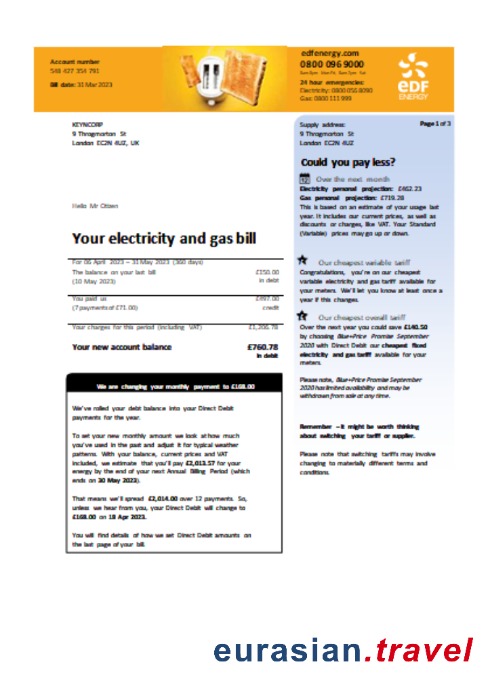 Account number
548 427 354 791
Bill date: 31 Mar 2023
edfenergy.com
0800 096 9000
8am-8pm Mon-Fri, 8am-2pm Sat
24 hour emergencies:
Electricity: 0800 056 8090
Gas: 0800 111 999
eDF
ENERGY
KEYNCORP
9 Throgmorton St
London EC2N 4UZ, UK
Hello Mr Ottzen
Your electricity and gas bill
For 06 April 2023 – 31 May 2023 (360 days)
The balance on your last bill £350.00
(10 May 2023) in debt
You paid us £497.00
(7 payments of £71.00) credit
Your charges for this period (including VAT) £1,206.78
Your new account balance £760.78
in debt
We are changing your monthly payment to £168.00
We've rolled your debt balance into your Direct Debit
payments for the year.
To set your new monthly amount we look at how much
you've used in the past and adjust it for typical weather
patterns. With your balance, current prices and VAT
included, we estimate that you'll pay £2,013.57 for your
energy by the end of your next Annual Billing Period (which
ends on 30 May 2023).
That means we'll spread £2,014.00 over 12 payments. So,
unless we hear from you, your Direct Debit will change to
£168.00 on 18 Apr 2023.
You will find details of how we set Direct Debit amounts on
the last page of your bill.
Supply address: Page 1 of 3
9 Throgmorton St
London EC2N 4UZ
Could you pay less?
12
Over the next month
Electricity personal projection: £462.23
Gas personal projection: £719.28
This is based on an estimate of your usage last
year. It includes our current prices, as well as
discounts or charges, like VAT. Your Standard
(Variable) prices may go up or down.
Our cheapest variable tariff
Congratulations, you're on our cheapest
variable electricity and gas tariff available for
your meters. We'll let you know at least once a
year if this changes.
Our cheapest overall tariff
Over the next year you could save £146.50
by choosing Blue+Price Promise September
2020 with Direct Debit our cheapest fixed
electricity and gas tariff available for your
meters.
Please note, Blue+Price Promise September
2020 has limited availability and may be
withdrawn from sale at any time.
Remember – it might be worth thinking
about switching your tariff or supplier.
Please note that switching tariffs may involve
changing to materially different terms and
conditions.
eurasian.travel